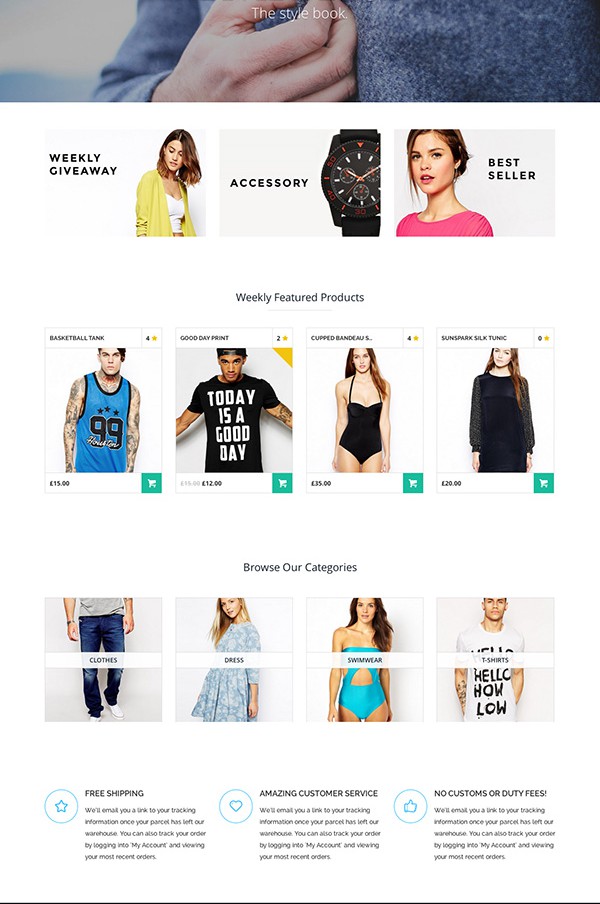 The style book.
WEEKLY
GIVEAWAY
ACCESSORY
BEST
SELLER
Weekly Featured Products
BASKETBALL TANK 4
GOOD DAY PRINT 2
CUPPED BANDEAU S.. 4
SUNSPARK SILK TUNIC 0
99
Houston
TODAY
IS A
GOOD
DAY
£15.00
£15.00 £12.00
£35.00
£20.00
Browse Our Categories
CLOTHES
DRESS
SWIMWEAR
T-SHIRTS
HELLO
HOW
LOW
FREE SHIPPING
We'll email you a link to your tracking
information once your parcel has left our
warehouse. You can also track your order
by logging into 'My Account' and viewing
your most recent orders.
AMAZING CUSTOMER SERVICE
We'll email you a link to your tracking
information once your parcel has left our
warehouse. You can also track your order
by logging into 'My Account' and viewing
your most recent orders.
NO CUSTOMS OR DUTY FEES!
We'll email you a link to your tracking
information once your parcel has left our
warehouse. You can also track your order
by logging into 'My Account' and viewing
your most recent orders.